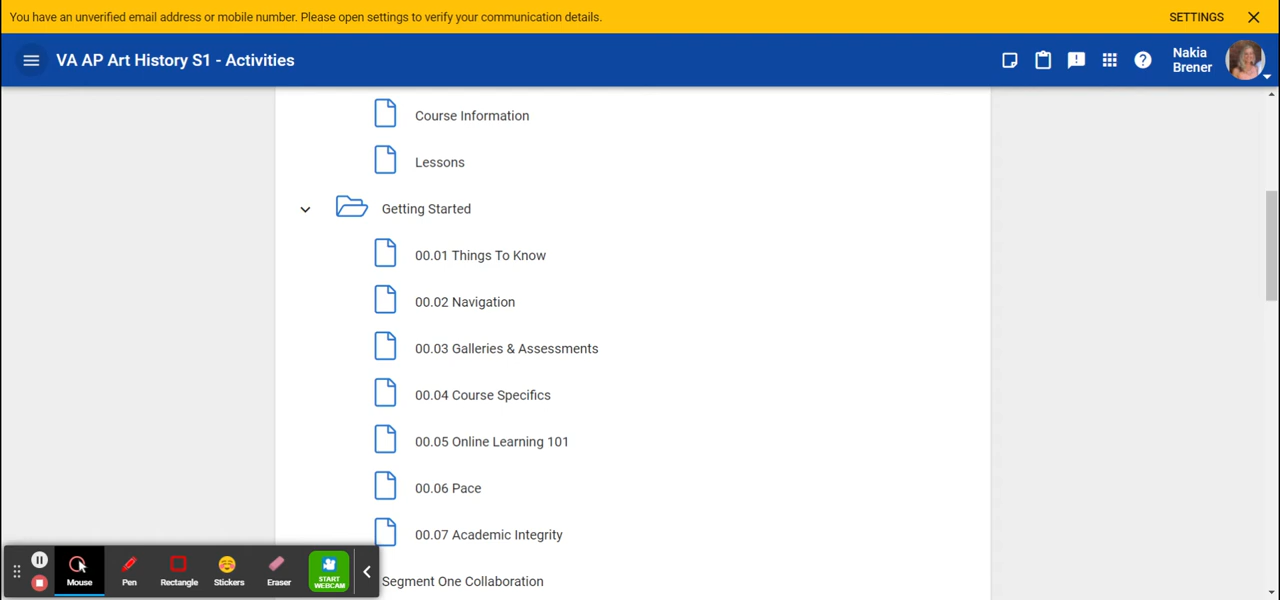 You have an unverified email address or mobile number. Please open settings to verify your communication details.
SETTINGS
VA AP Art History S1 - Activities
Nakia
Brener
Course Information
Lessons
Getting Started
00.01 Things To Know
00.02 Navigation
00.03 Galleries & Assessments
00.04 Course Specifics
00.05 Online Learning 101
00.06 Pace
00.07 Academic Integrity
Segment One Collaboration
Mouse
Pen
Rectangle
Stickers
Eraser
START
WEBCAM